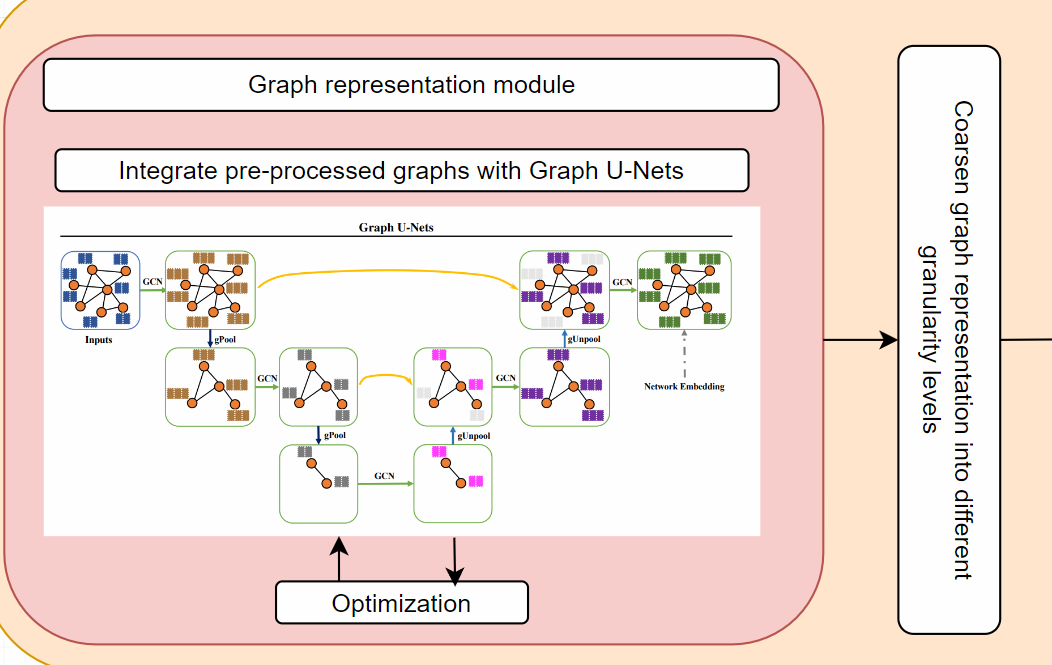 Graph representation module
Integrate pre-processed graphs with Graph U-Nets
Graph U-Nets
GCN
GCN
Inputs
gPool
gUnpool
GCN
GCN
Network Embedding
gPool
gUnpool
GCN
Optimization
Coarsen graph representation into different
granularity levels